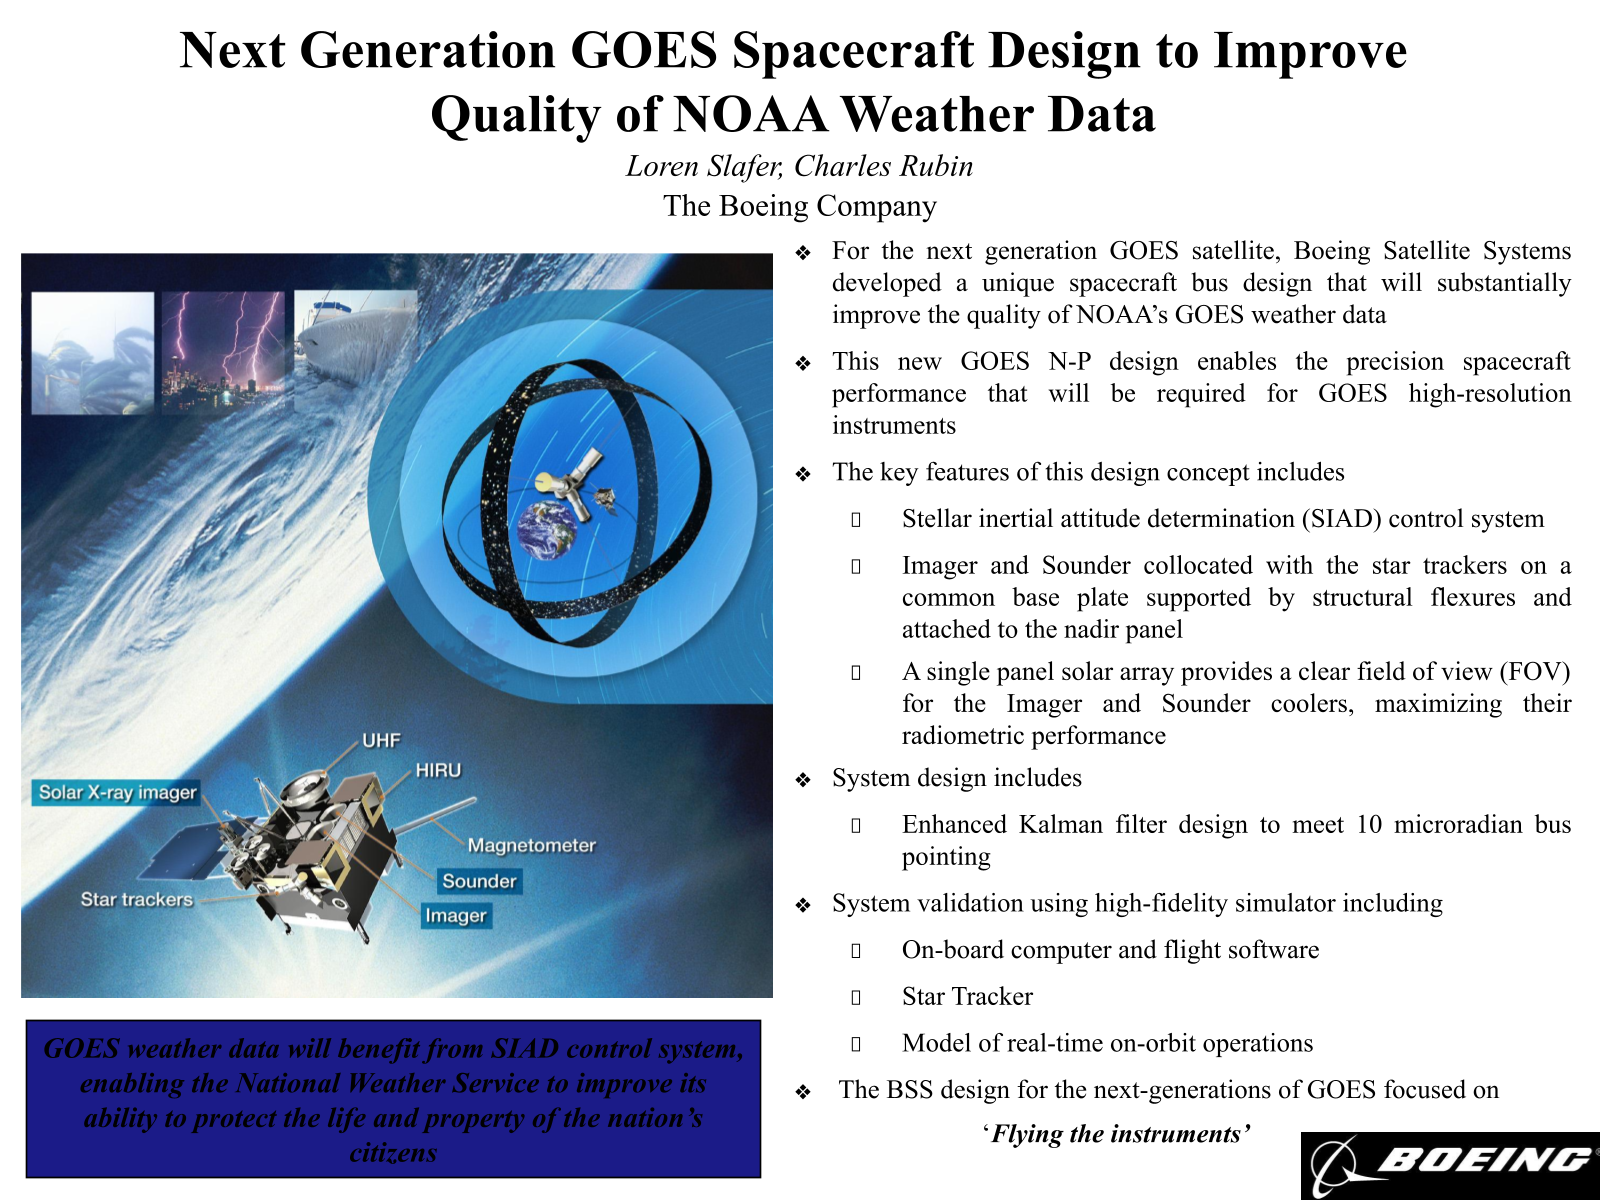 Next Generation GOES Spacecraft Design to Improve
Quality of NOAA Weather Data
Loren Slafer, Charles Rubin
The Boeing Company
UHF
HIRU
Solar X-ray imager
Magnetometer
Sounder
Star trackers
Imager
GOES weather data will benefit from SIAD control system,
enabling the National Weather Service to improve its
ability to protect the life and property of the nation’s
citizens
❖ For the next generation GOES satellite, Boeing Satellite Systems
developed a unique spacecraft bus design that will substantially
improve the quality of NOAA’s GOES weather data
❖ This new GOES N-P design enables the precision spacecraft
performance that will be required for GOES high-resolution
instruments
❖ The key features of this design concept includes
▯ Stellar inertial attitude determination (SIAD) control system
▯ Imager and Sounder collocated with the star trackers on a
common base plate supported by structural flexures and
attached to the nadir panel
▯ A single panel solar array provides a clear field of view (FOV)
for the Imager and Sounder coolers, maximizing their
radiometric performance
❖ System design includes
▯ Enhanced Kalman filter design to meet 10 microradian bus
pointing
❖ System validation using high-fidelity simulator including
▯ On-board computer and flight software
▯ Star Tracker
▯ Model of real-time on-orbit operations
❖ The BSS design for the next-generations of GOES focused on
‘Flying the instruments’
BOEING®